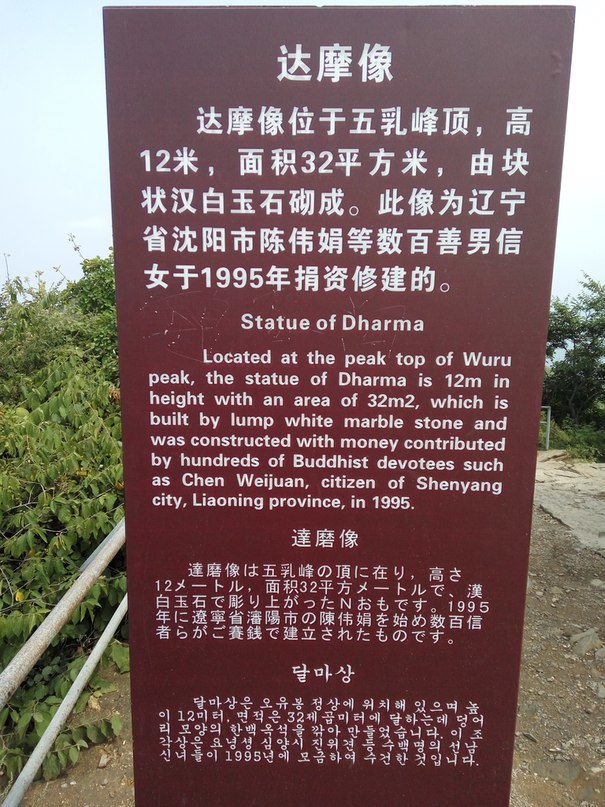 达摩像
达摩像位于五乳峰顶，高
12米，面积32平方米，由块
状汉白玉石砌成。此像为辽宁
省沈阳市陈伟娟等数百善男信
女于1995年捐资修建的。
Statue of Dharma
Located at the peak top of Wuru
peak, the statue of Dharma is 12m in
height with an area of 32m2, which is
built by lump white marble stone and
was constructed with money contributed
by hundreds of Buddhist devotees such
as Chen Weijuan, citizen of Shenyang
city, Liaoning province, in 1995.
達磨像
達磨像は五乳峰の頂に在り，高さ
12メートル，面积32平方メートルで、漢
白玉石で彫り上がったNおもです。1995
年に遼寧省瀋陽市の陳偉娟を始め数百信
者らがご賽銭で建立されたものです。
달마상
달마상은 오유봉 정상에 위치해 있으며 높
이 12미터, 면적은 32제곱미터에 달하는데 덩어
리 모양의 한백옥석을 깎아 만들었습니다. 이 조
각상은 요녕성 심양시 진위견 등 수백명의 선남
신녀들이 1995년에 모금하여 수건한 것입니다.